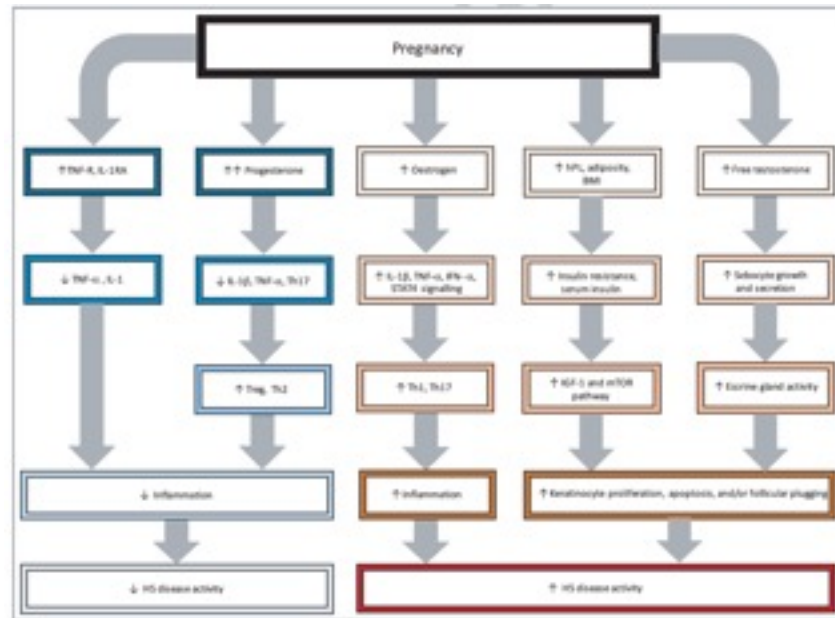 Pregnancy
↑TNF-R, IL-1RA
↑↑ Progesterone
↑ Oestrogen
↑ hPL, adiposity,
BMI
↑ Free testosterone
↓ TNF-α, IL-1
↓ IL-1β, TNF-α, Th17
↑ IL-1β, TNF-α, IFN-α,
STAT4 signalling
↑ Insulin resistance,
serum insulin
↑ Sebocyte growth
and secretion
↑ Treg, Th2
↑ Th1, Th17
↑ IGF-1 and mTOR
pathway
↑ Eccrine gland activity
↓ Inflammation
↑ Inflammation
↑ Keratinocyte proliferation, apoptosis, and/or follicular plugging
↓ HS disease activity
↑ HS disease activity